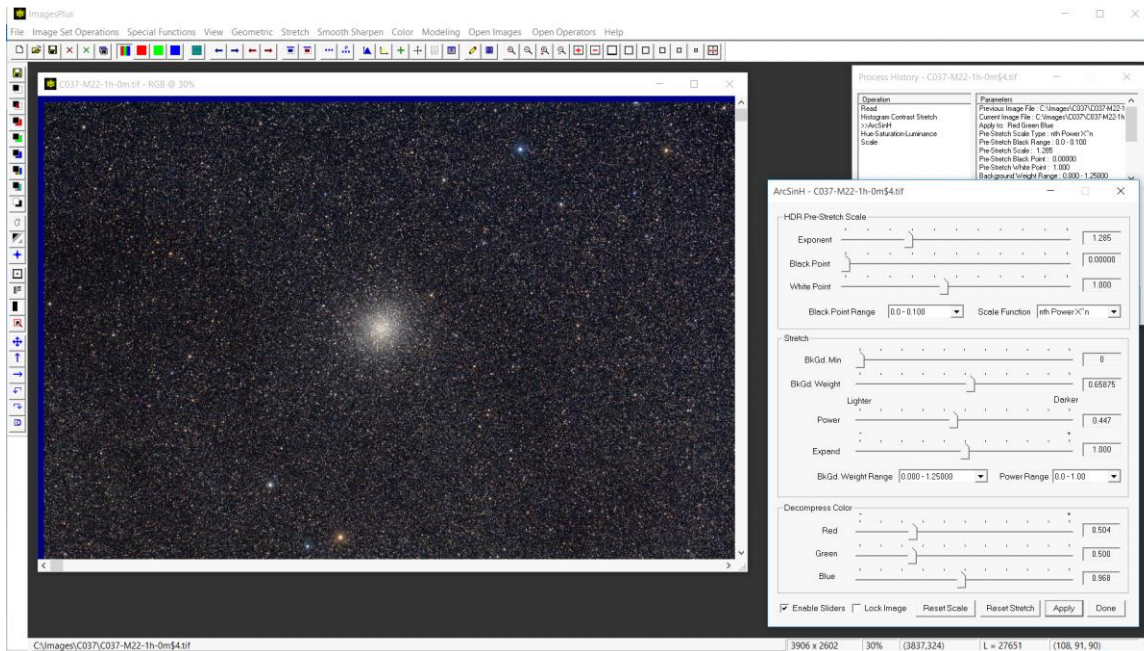 ImagesPlus
File Image Set Operations Special Functions View Geometric Stretch Smooth Sharpen Color Modeling Open Images Open Operators Help
C037-M22-1h-0m.tif - RGB @ 30%
Process History - C037-M22-1h-0m$4.tif
Operation
Read
Histogram Contrast Stretch
>>ArcSinH
Hue-Saturation-Luminance
Scale
Parameters
Previous Image File : C:\Images\C037\C037-M22-1
Current Image File : C:\Images\C037\C037-M22-1h
Apply to Red Green Blue
Pre-Stretch Scale Type : nth Power X^n
Pre-Stretch Black Range : 0.0 - 0.100
Pre-Stretch Scale : 1.285
Pre-Stretch Black Point : 0.00000
Pre-Stretch White Point : 1.000
Background Weight Range : 0.000 - 1.25000
ArcSinH - C037-M22-1h-0m$4.tif
HDR Pre-Stretch Scale
Exponent 1.285
Black Point 0.00000
White Point 1.000
Black Point Range 0.0 - 0.100 Scale Function nth Power X^n
Stretch
BkGd. Min 0
BkGd. Weight 0.65875
Lighter Darker
Power 0.447
- +
Expand 1.000
BkGd. Weight Range 0.000 - 1.25000 Power Range 0.0 - 1.00
Decompress Color
- +
Red 0.504
Green 0.500
Blue 0.968
Enable Sliders Lock Image Reset Scale Reset Stretch Apply Done
C:\Images\C037\C037-M22-1h-0m$4.tif 3906 x 2602 30% (3837,324) L = 27651 (108, 91, 90)